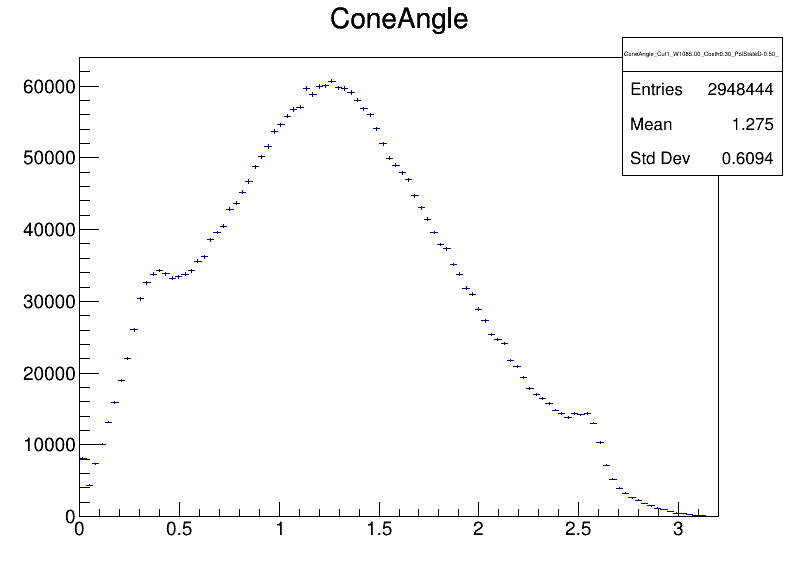 ConeAngle
ConeAngle_Cut1_W1085.00_Costh0.30_PolStateD-0.50_
Entries 2948444
Mean 1.275
Std Dev 0.6094
60000
50000
40000
30000
20000
10000
0
0 0.5 1 1.5 2 2.5 3